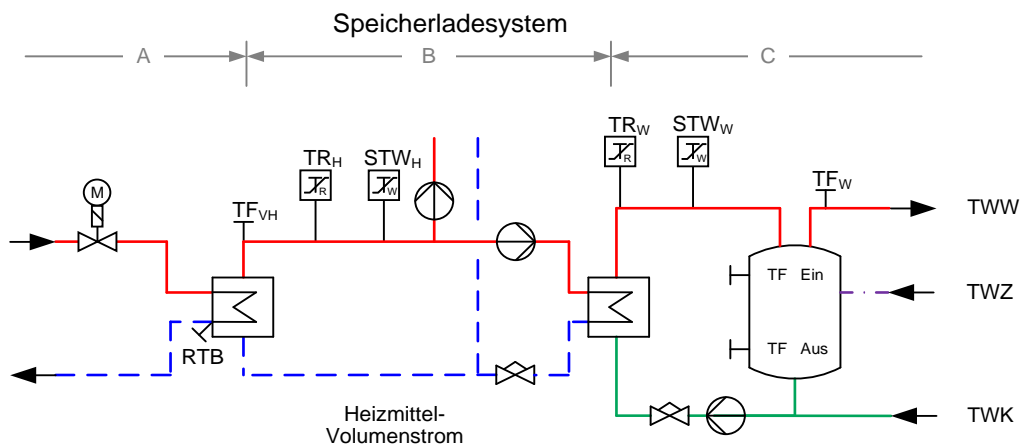 Speicherladesystem
A
B
C
TR_H
STW_H
TR_W
STW_W
R
W
R
W
M
TF_VH
TF_W
TWW
TF Ein
TWZ
RTB
TF Aus
Heizmittel-
Volumenstrom
TWK